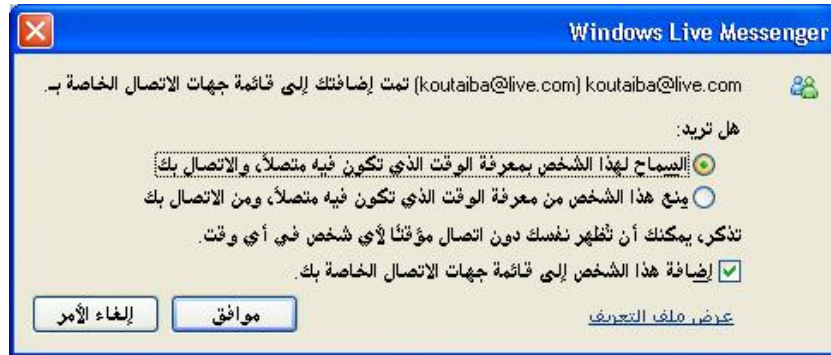 Windows Live Messenger
تمت إضافتك إلى قائمة جهات الاتصال الخاصة بـ koutaiba@live.com (koutaiba@live.com).
هل تريد:
السماح لهذا الشخص بمعرفة الوقت الذي تكون فيه متصلاً، والاتصال بك
منع هذا الشخص من معرفة الوقت الذي تكون فيه متصلاً، ومن الاتصال بك
تذكر، يمكنك أن تُظهر نفسك دون اتصال مؤقتًا لأي شخص في أي وقت.
إضافة هذا الشخص إلى قائمة جهات الاتصال الخاصة بك.
عرض ملف التعريف
موافق
إلغاء الأمر